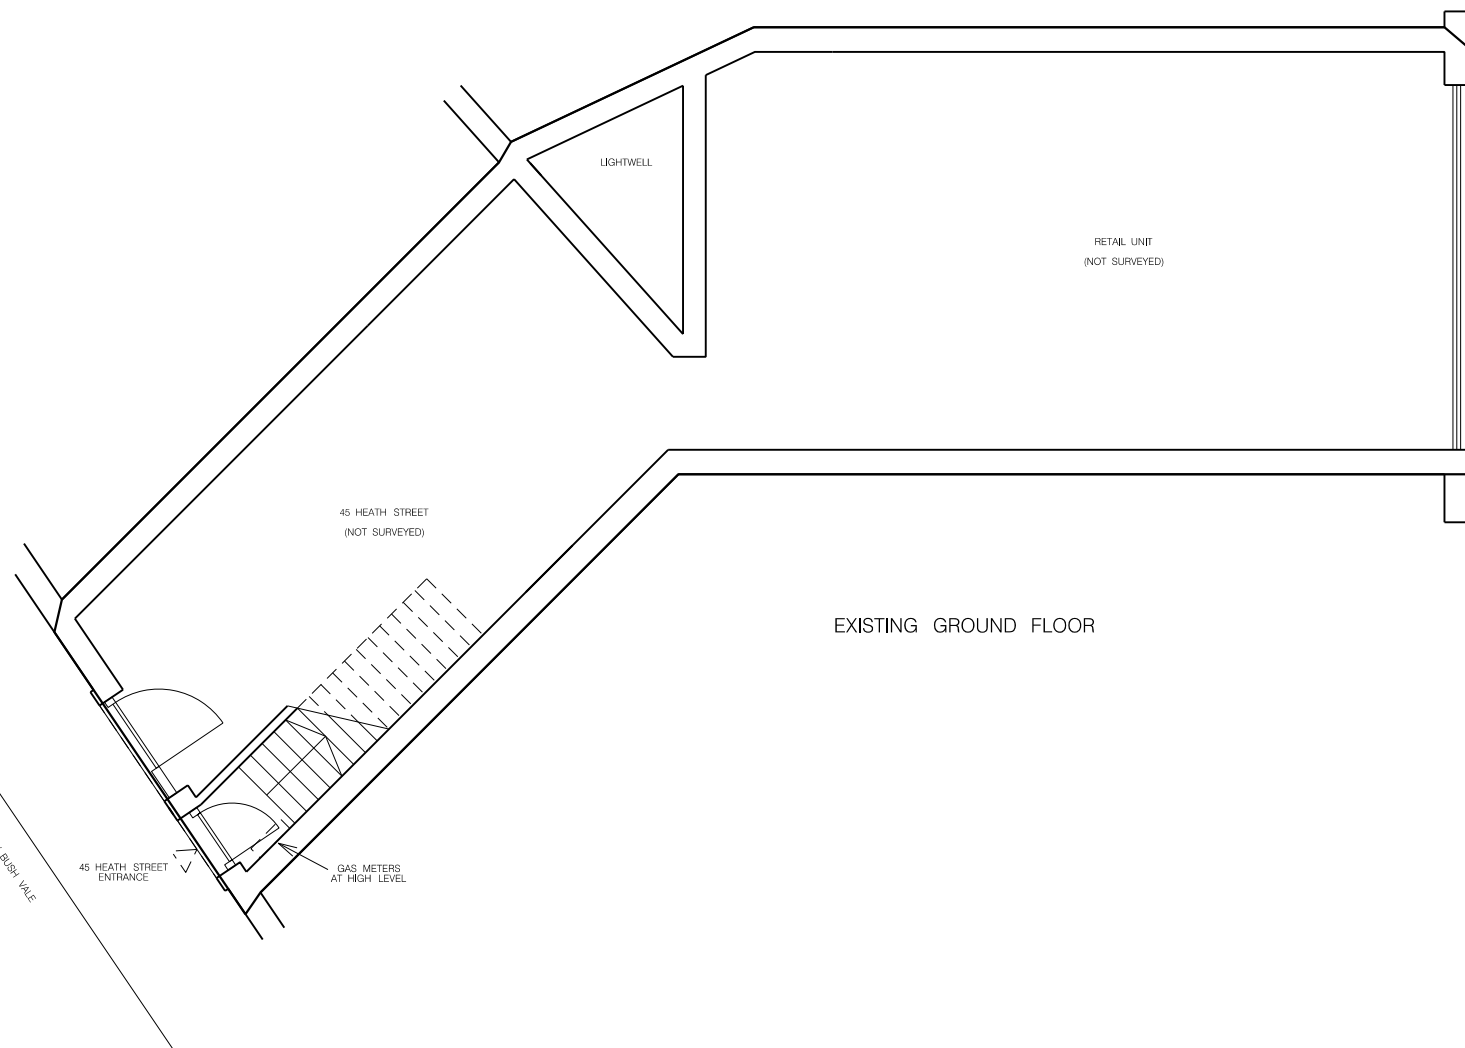 LIGHTWELL
RETAIL UNIT
(NOT SURVEYED)
45 HEATH STREET
(NOT SURVEYED)
EXISTING GROUND FLOOR
45 HEATH STREET
ENTRANCE
GAS METERS
AT HIGH LEVEL
BUSH VALE